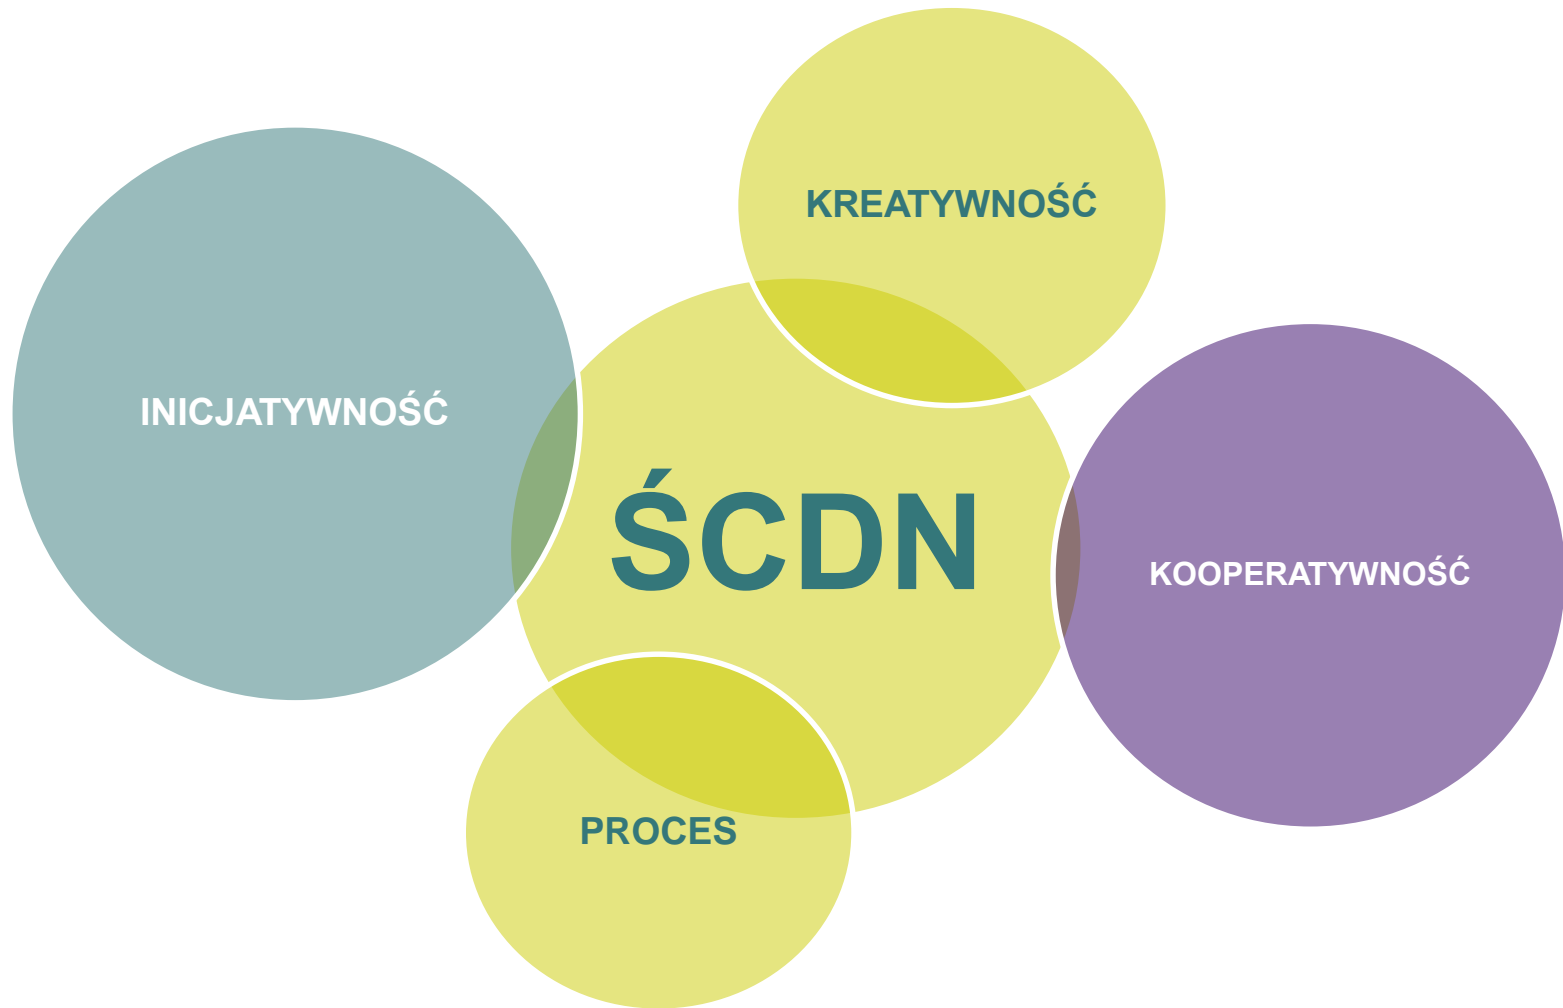 KREATYWNOŚĆ
INICJATYWNOŚĆ
ŚCDN
KOOPERATYWNOŚĆ
PROCES